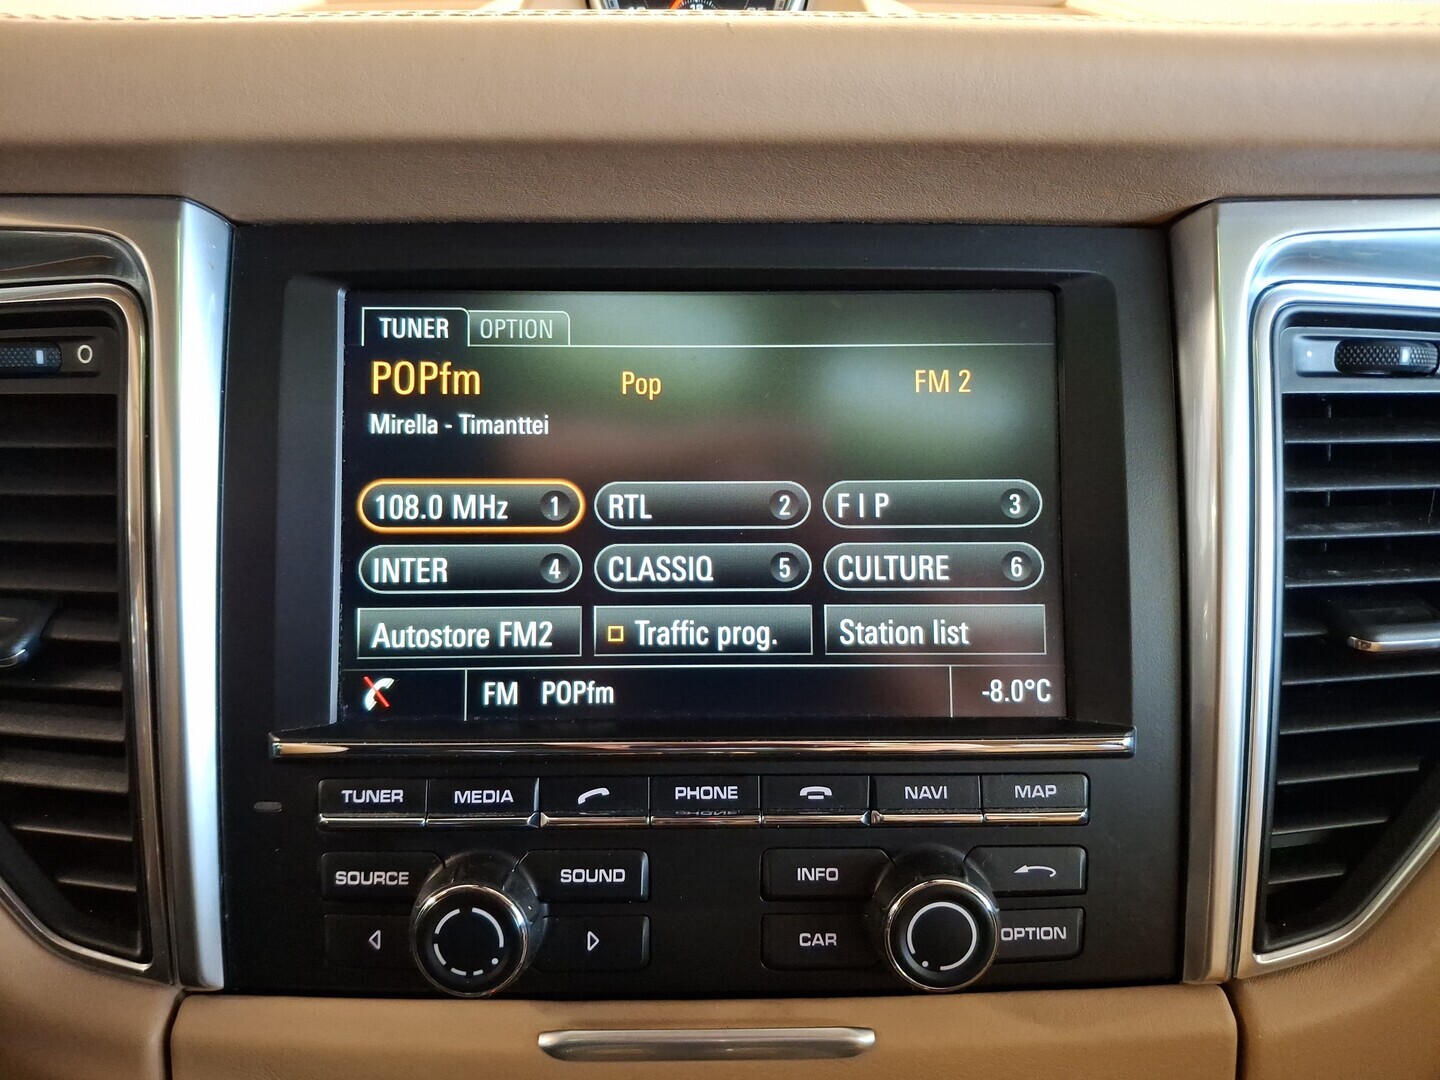 TUNER OPTION
POPfm Pop FM 2
Mirella - Timanttei
108.0 MHz 1 RTL 2 F I P 3
INTER 4 CLASSIQ 5 CULTURE 6
Autostore FM2 Traffic prog. Station list
FM POPfm -8.0°C
TUNER MEDIA PHONE NAVI MAP
SOURCE SOUND INFO
CAR OPTION